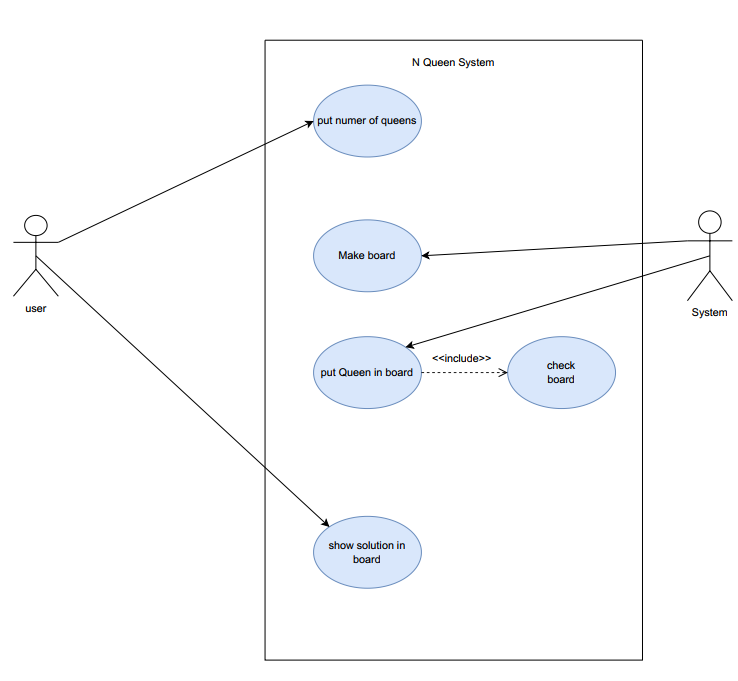 N Queen System
put numer of queens
Make board
put Queen in board
<<include>>
check
board
show solution in
board
user
System